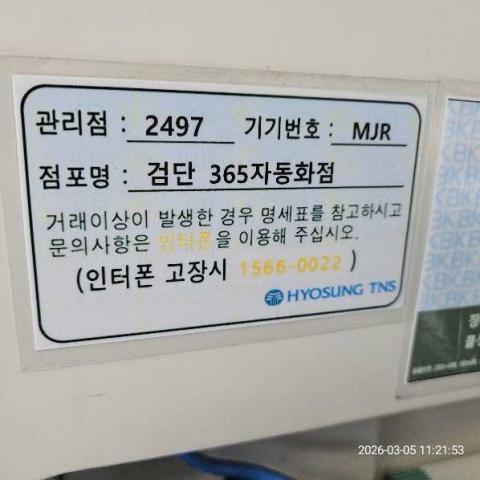 관리점 : 2497 기기번호 : MJR
점포명 : 검단 365자동화점
거래이상이 발생한 경우 명세표를 참고하시고
문의사항은 인터폰을 이용해 주십시오.
(인터폰 고장시 1566-0022 )
HYOSUNG TNS
2026-03-05 11:21:53